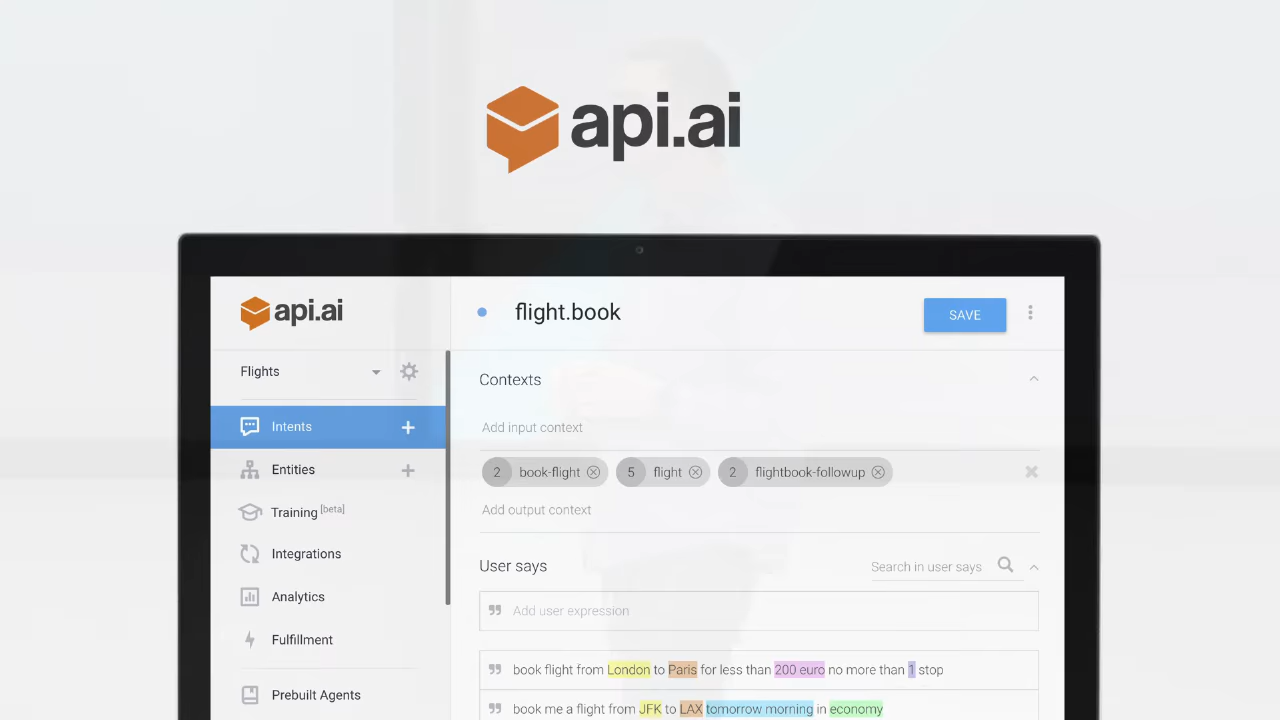 api.ai
api.ai
flight.book
SAVE
Flights
Contexts
Intents
Add input context
Entities
2 book-flight
5 flight
2 flightbook-followup
Training [beta]
Add output context
Integrations
User says
Search in user says
Analytics
Add user expression
Fulfillment
book flight from London to Paris for less than 200 euro no more than 1 stop
Prebuilt Agents
book me a flight from JFK to LAX tomorrow morning in economy